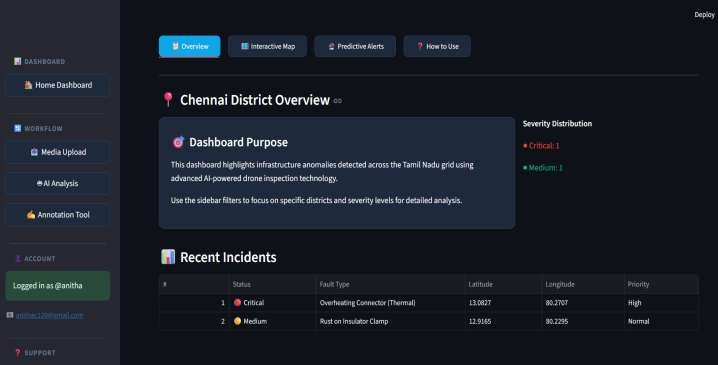 Deploy
DASHBOARD
Home Dashboard
WORKFLOW
Media Upload
AI Analysis
Annotation Tool
ACCOUNT
Logged in as @anitha
SUPPORT
Overview
Interactive Map
Predictive Alerts
How to Use
Chennai District Overview
Dashboard Purpose
This dashboard highlights infrastructure anomalies detected across the Tamil Nadu grid using
advanced AI-powered drone inspection technology.
Use the sidebar filters to focus on specific districts and severity levels for detailed analysis.
Severity Distribution
Critical: 1
Medium: 1
Recent Incidents
# Status Fault Type Latitude Longitude Priority
1 Critical Overheating Connector (Thermal) 13.0827 80.2707 High
2 Medium Rust on Insulator Clamp 12.9165 80.2295 Normal